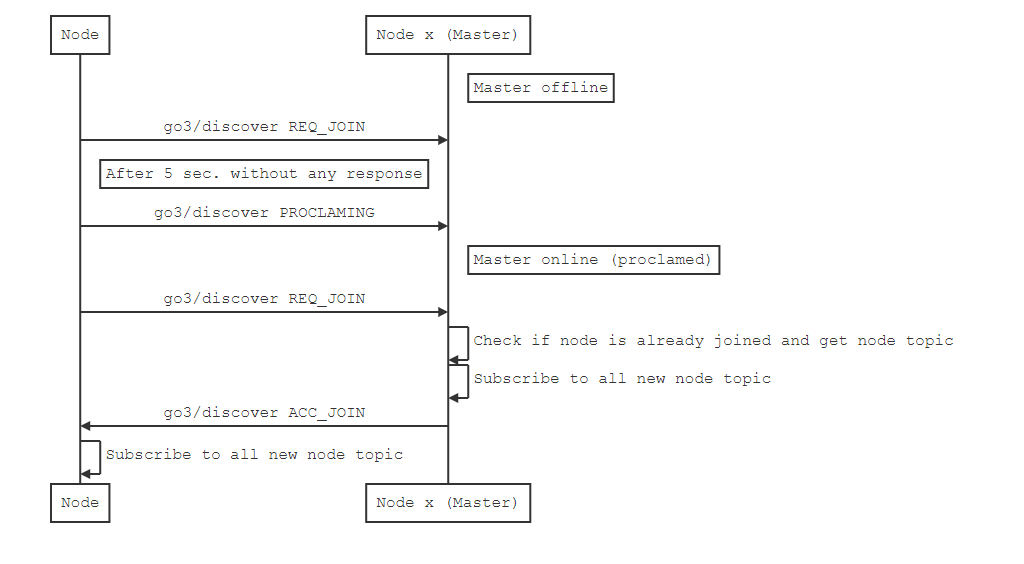 Node
Node x (Master)
Master offline
go3/discover REQ_JOIN
After 5 sec. without any response
go3/discover PROCLAMING
Master online (proclamed)
go3/discover REQ_JOIN
Check if node is already joined and get node topic
Subscribe to all new node topic
go3/discover ACC_JOIN
Subscribe to all new node topic
Node
Node x (Master)